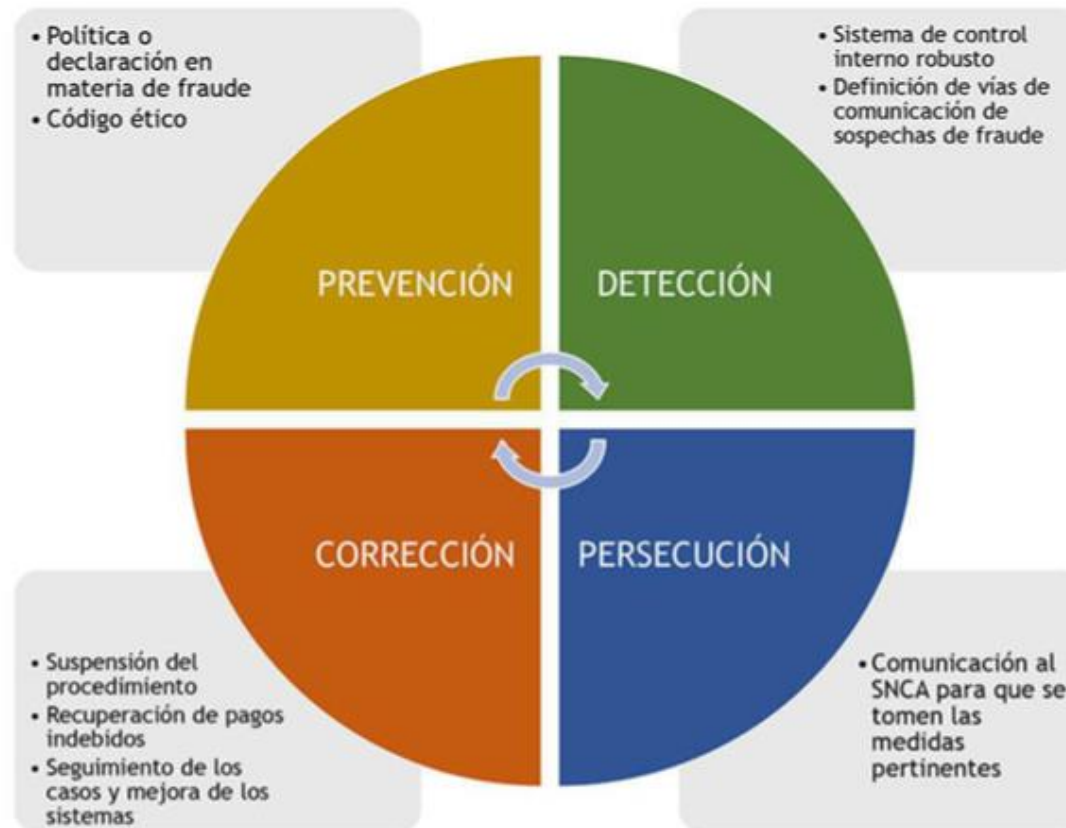 • Política o
declaración en
materia de fraude
• Código ético
• Sistema de control
interno robusto
• Definición de vías de
comunicación de
sospechas de fraude
PREVENCIÓN
DETECCIÓN
CORRECCIÓN
PERSECUCIÓN
• Suspensión del
procedimiento
• Recuperación de pagos
indebidos
• Seguimiento de los
casos y mejora de los
sistemas
• Comunicación al
SNCA para que se
tomen las
medidas
pertinentes